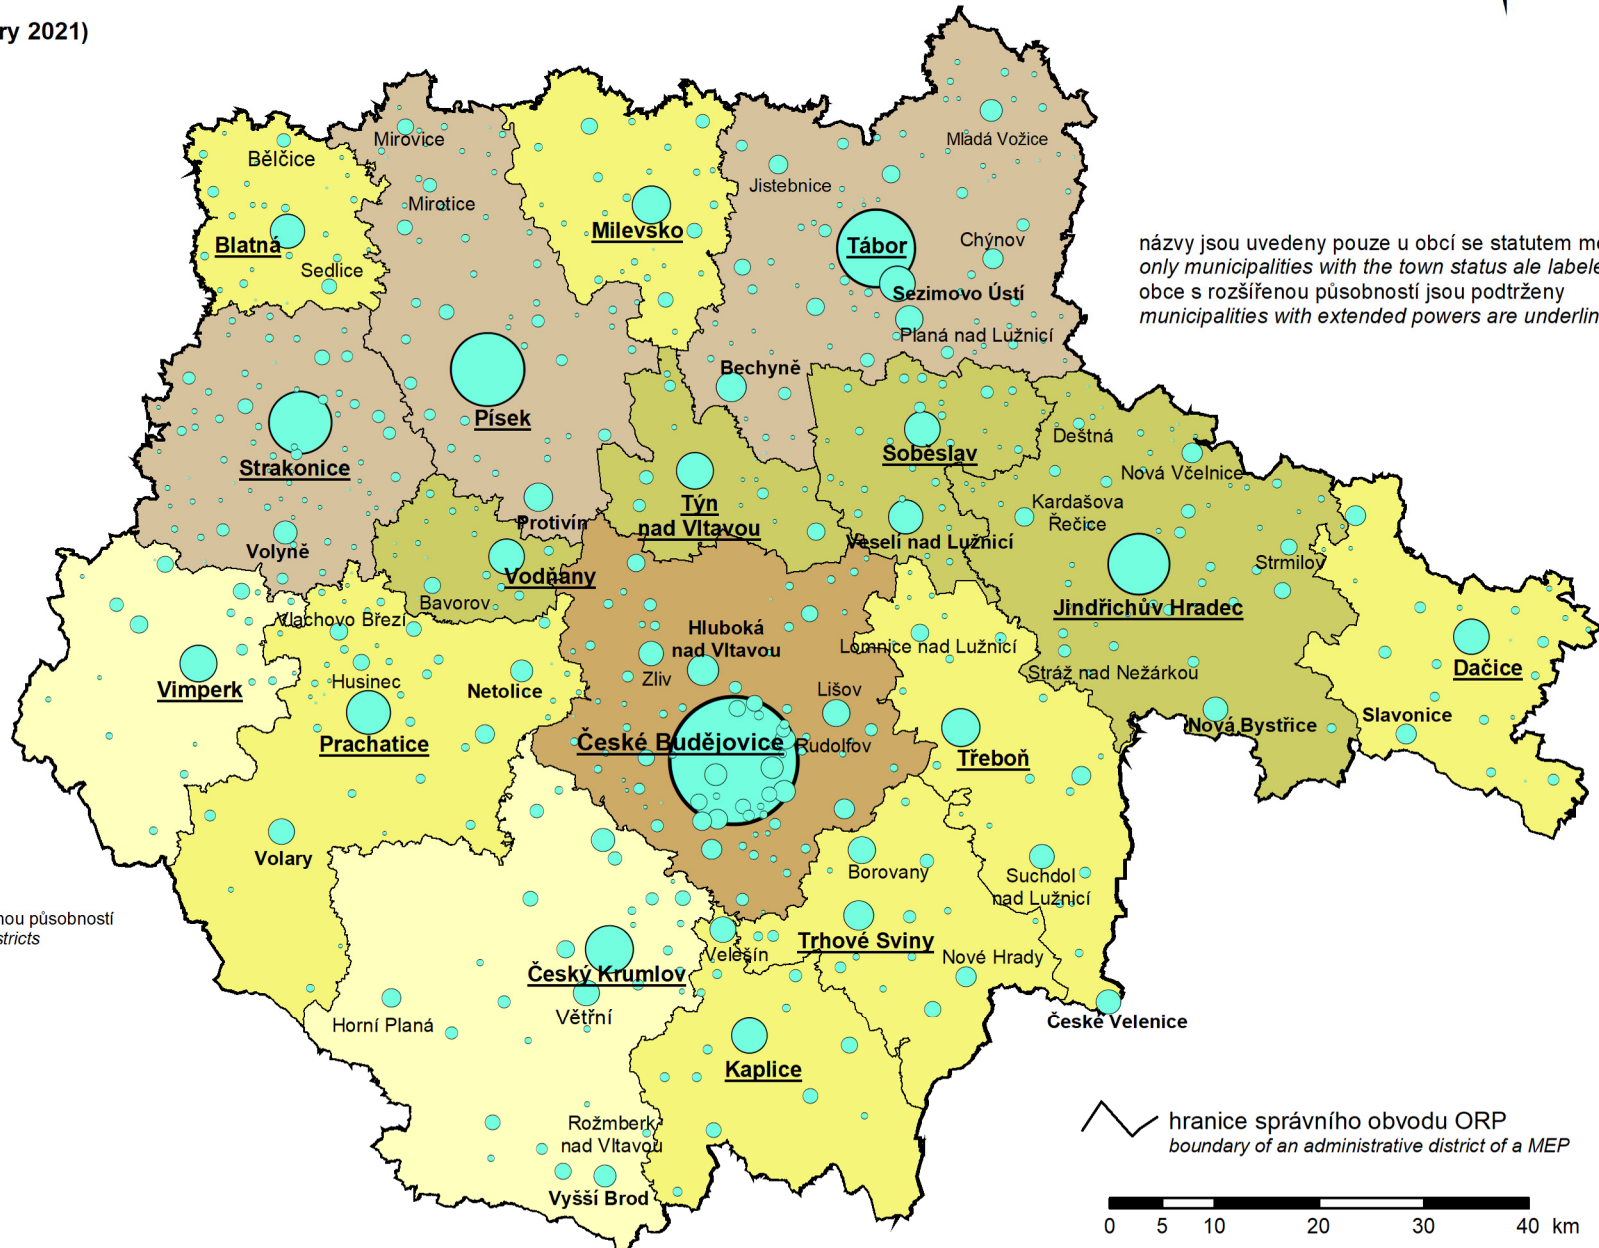 ry 2021)
Mirovice
Mladá Vožice
Bělčice
Jistebnice
Mirotice
Blatná
Milevsko
Tábor
Chýnov
Sedlice
Sezimovo Ústí
Planá nad Lužnicí
názvy jsou uvedeny pouze u obcí se statutem mě
only municipalities with the town status ale labele
obce s rozšířenou působností jsou podtrženy
municipalities with extended powers are underlin
Bechyně
Písek
Deštná
Soběslav
Strakonice
Nová Včelnice
Týn
nad Vltavou
Kardašova
Řečice
Protivín
Volyně
Veselí nad Lužnicí
Strmilov
Vodňany
Bavorov
Jindřichův Hradec
Vlachovo Březí
Hluboká
nad Vltavou
Lomnice nad Lužnicí
Dačice
Stráž nad Nežárkou
Vimperk
Husinec
Netolice
Zliv
Lišov
Slavonice
Nová Bystřice
Prachatice
České Budějovice
Rudolfov
Třeboň
Volary
Borovany
Suchdol
nad Lužnicí
nou působností
stricts
Trhové Sviny
Velešín
Nové Hrady
Český Krumlov
Větřní
Horní Planá
České Velenice
Kaplice
Rožmberk
nad Vltavou
Vyšší Brod
hranice správního obvodu ORP
boundary of an administrative district of a MEP
0 5 10 20 30 40 km